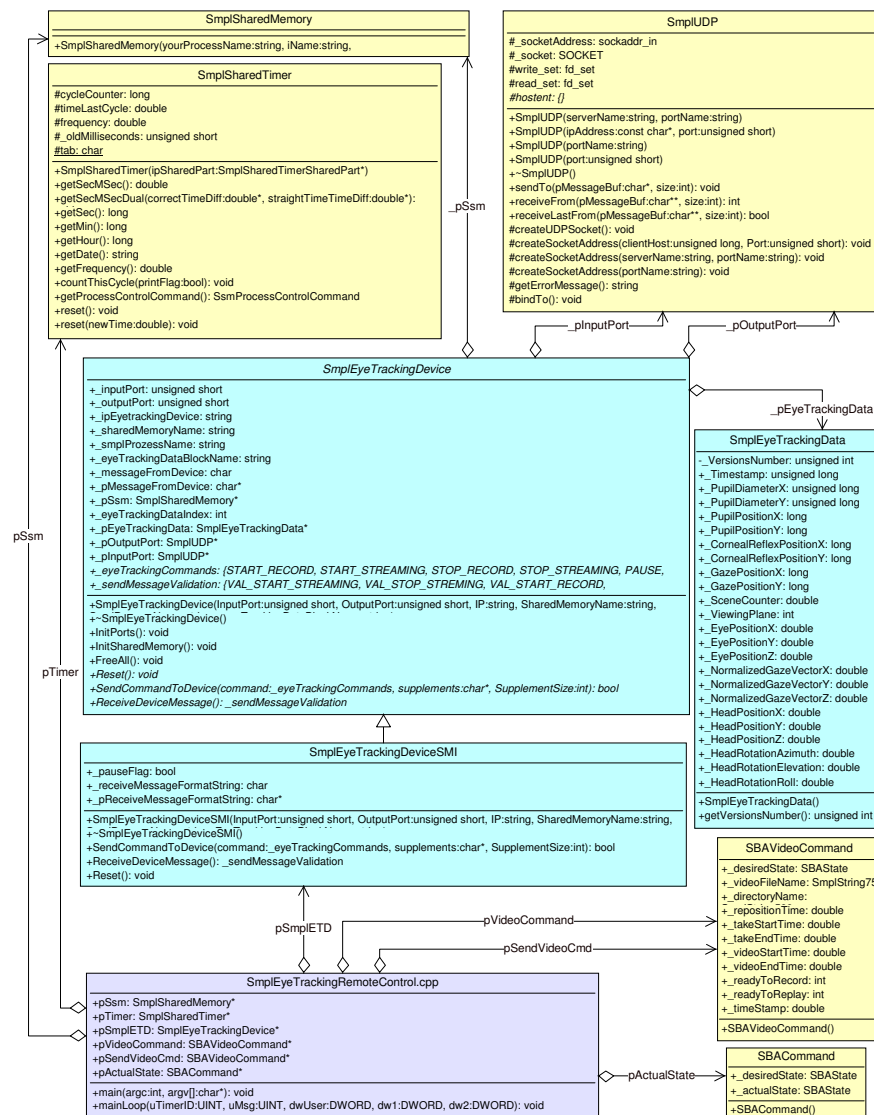 SmplSharedMemory
+SmplSharedMemory(yourProcessName:string, iName:string,
SmplSharedTimer
#cycleCounter: long
#timeLastCycle: double
#frequency: double
#_oldMilliseconds: unsigned short
#tab: char
+SmplSharedTimer(ipSharedPart:SmplSharedTimerSharedPart*)
+getSecMSec(): double
+getSecMSecDual(correctTimeDiff:double*, straightTimeTimeDiff:double*):
+getSec(): long
+getMin(): long
+getHour(): long
+getDate(): string
+getFrequency(): double
+countThisCycle(printFlag:bool): void
+getProcessControlCommand(): SsmProcessControlCommand
+reset(): void
+reset(newTime:double): void
SmplUDP
#_socketAddress: sockaddr_in
#_socket: SOCKET
#write_set: fd_set
#read_set: fd_set
#hostent: {}
+SmplUDP(serverName:string, portName:string)
+SmplUDP(ipAddress:const char*, port:unsigned short)
+SmplUDP(portName:string)
+SmplUDP(port:unsigned short)
+~SmplUDP()
+sendTo(pMessageBuf:char*, size:int): void
+receiveFrom(pMessageBuf:char**, size:int): int
+receiveLastFrom(pMessageBuf:char**, size:int): bool
#createUDPSocket(): void
#createSocketAddress(clientHost:unsigned long, Port:unsigned short): void
#createSocketAddress(serverName:string, portName:string): void
#createSocketAddress(portName:string): void
#getErrorMessage(): string
#bindTo(): void
_pSsm
_pInputPort
_pOutputPort
SmplEyeTrackingDevice
+_inputPort: unsigned short
+_outputPort: unsigned short
+_ipEyetrackingDevice: string
+_sharedMemoryName: string
+_smplProzessName: string
+_eyeTrackingDataBlockName: string
+_messageFromDevice: char
+_pMessageFromDevice: char*
+_pSsm: SmplSharedMemory*
+_eyeTrackingDataIndex: int
+_pEyeTrackingData: SmplEyeTrackingData*
+_pOutputPort: SmplUDP*
+_pInputPort: SmplUDP*
+_eyeTrackingCommands: {START_RECORD, START_STREAMING, STOP_RECORD, STOP_STREAMING, PAUSE,
+_sendMessageValidation: {VAL_START_STREAMING, VAL_STOP_STREMING, VAL_START_RECORD,
+SmplEyeTrackingDevice(InputPort:unsigned short, OutputPort:unsigned short, IP:string, SharedMemoryName:string,
+~SmplEyeTrackingDevice()
+InitPorts(): void
+InitSharedMemory(): void
+FreeAll(): void
+Reset(): void
+SendCommandToDevice(command:_eyeTrackingCommands, supplements:char*, SupplementSize:int): bool
+ReceiveDeviceMessage(): _sendMessageValidation
_pEyeTrackingData
SmplEyeTrackingData
-_VersionsNumber: unsigned int
+_Timestamp: unsigned long
+_PupilDiameterX: unsigned long
+_PupilDiameterY: unsigned long
+_PupilPositionX: long
+_PupilPositionY: long
+_CornealReflexPositionX: long
+_CornealReflexPositionY: long
+_GazePositionX: long
+_GazePositionY: long
+_SceneCounter: double
+_ViewingPlane: int
+_EyePositionX: double
+_EyePositionY: double
+_EyePositionZ: double
+_NormalizedGazeVectorX: double
+_NormalizedGazeVectorY: double
+_NormalizedGazeVectorZ: double
+_HeadPositionX: double
+_HeadPositionY: double
+_HeadPositionZ: double
+_HeadRotationAzimuth: double
+_HeadRotationElevation: double
+_HeadRotationRoll: double
+SmplEyeTrackingData()
+getVersionsNumber(): unsigned int
pSsm
pTimer
SmplEyeTrackingDeviceSMI
+_pauseFlag: bool
+_receiveMessageFormatString: char
+_pReceiveMessageFormatString: char*
+SmplEyeTrackingDeviceSMI(InputPort:unsigned short, OutputPort:unsigned short, IP:string, SharedMemoryName:string,
+~SmplEyeTrackingDeviceSMI()
+SendCommandToDevice(command:_eyeTrackingCommands, supplements:char*, SupplementSize:int): bool
+ReceiveDeviceMessage(): _sendMessageValidation
+Reset(): void
pSmplETD
pVideoCommand
pSendVideoCmd
SBAVideoCommand
+_desiredState: SBAState
+_videoFileName: SmplString75
+_directoryName:
+_repositionTime: double
+_takeStartTime: double
+_takeEndTime: double
+_videoStartTime: double
+_videoEndTime: double
+_readyToRecord: int
+_readyToReplay: int
+_timeStamp: double
+SBAVideoCommand()
SmplEyeTrackingRemoteControl.cpp
+pSsm: SmplSharedMemory*
+pTimer: SmplSharedTimer*
+pSmplETD: SmplEyeTrackingDevice*
+pVideoCommand: SBAVideoCommand*
+pSendVideoCmd: SBAVideoCommand*
+pActualState: SBACommand*
+main(argc:int, argv[]:char*): void
+mainLoop(uTimerID:UINT, uMsg:UINT, dwUser:DWORD, dw1:DWORD, dw2:DWORD): void
pActualState
SBACommand
+_desiredState: SBAState
+_actualState: SBAState
+SBACommand()